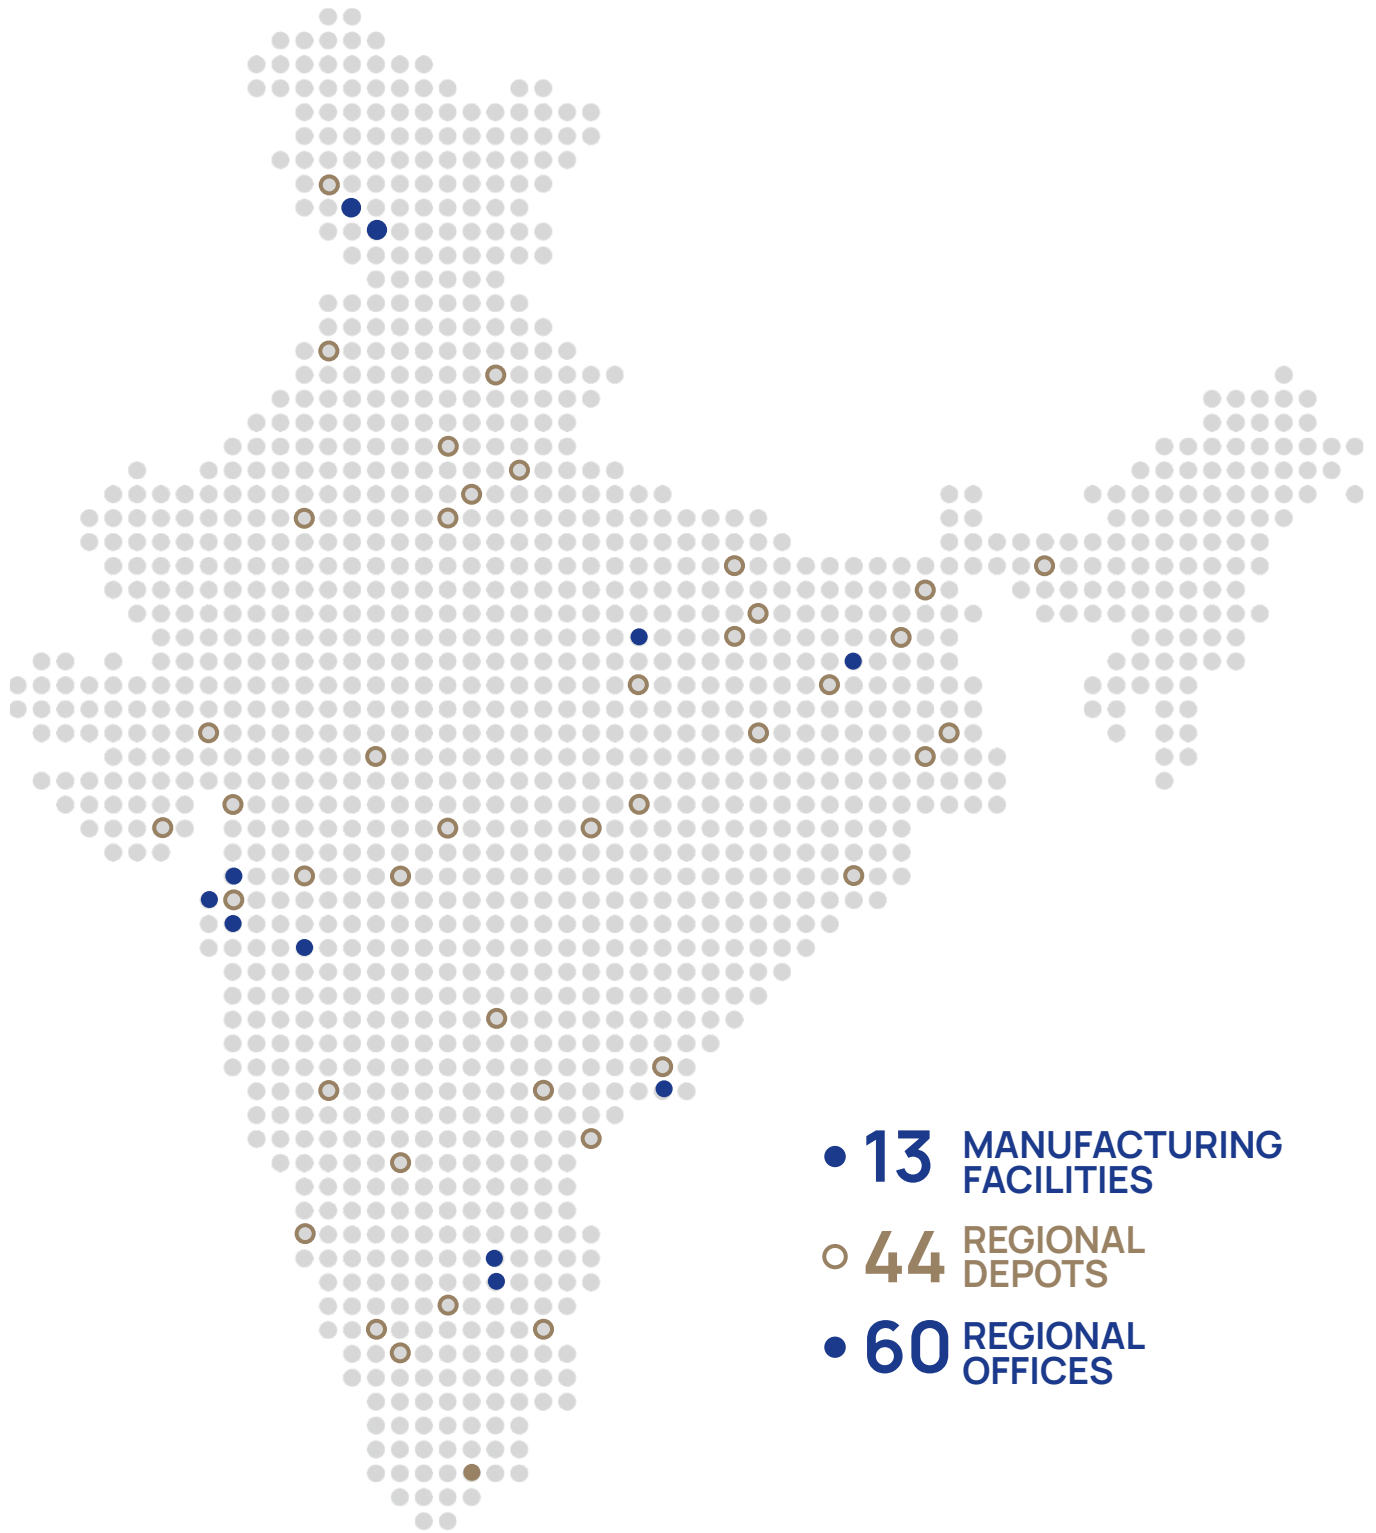 13 MANUFACTURING
FACILITIES
44 REGIONAL
DEPOTS
60 REGIONAL
OFFICES